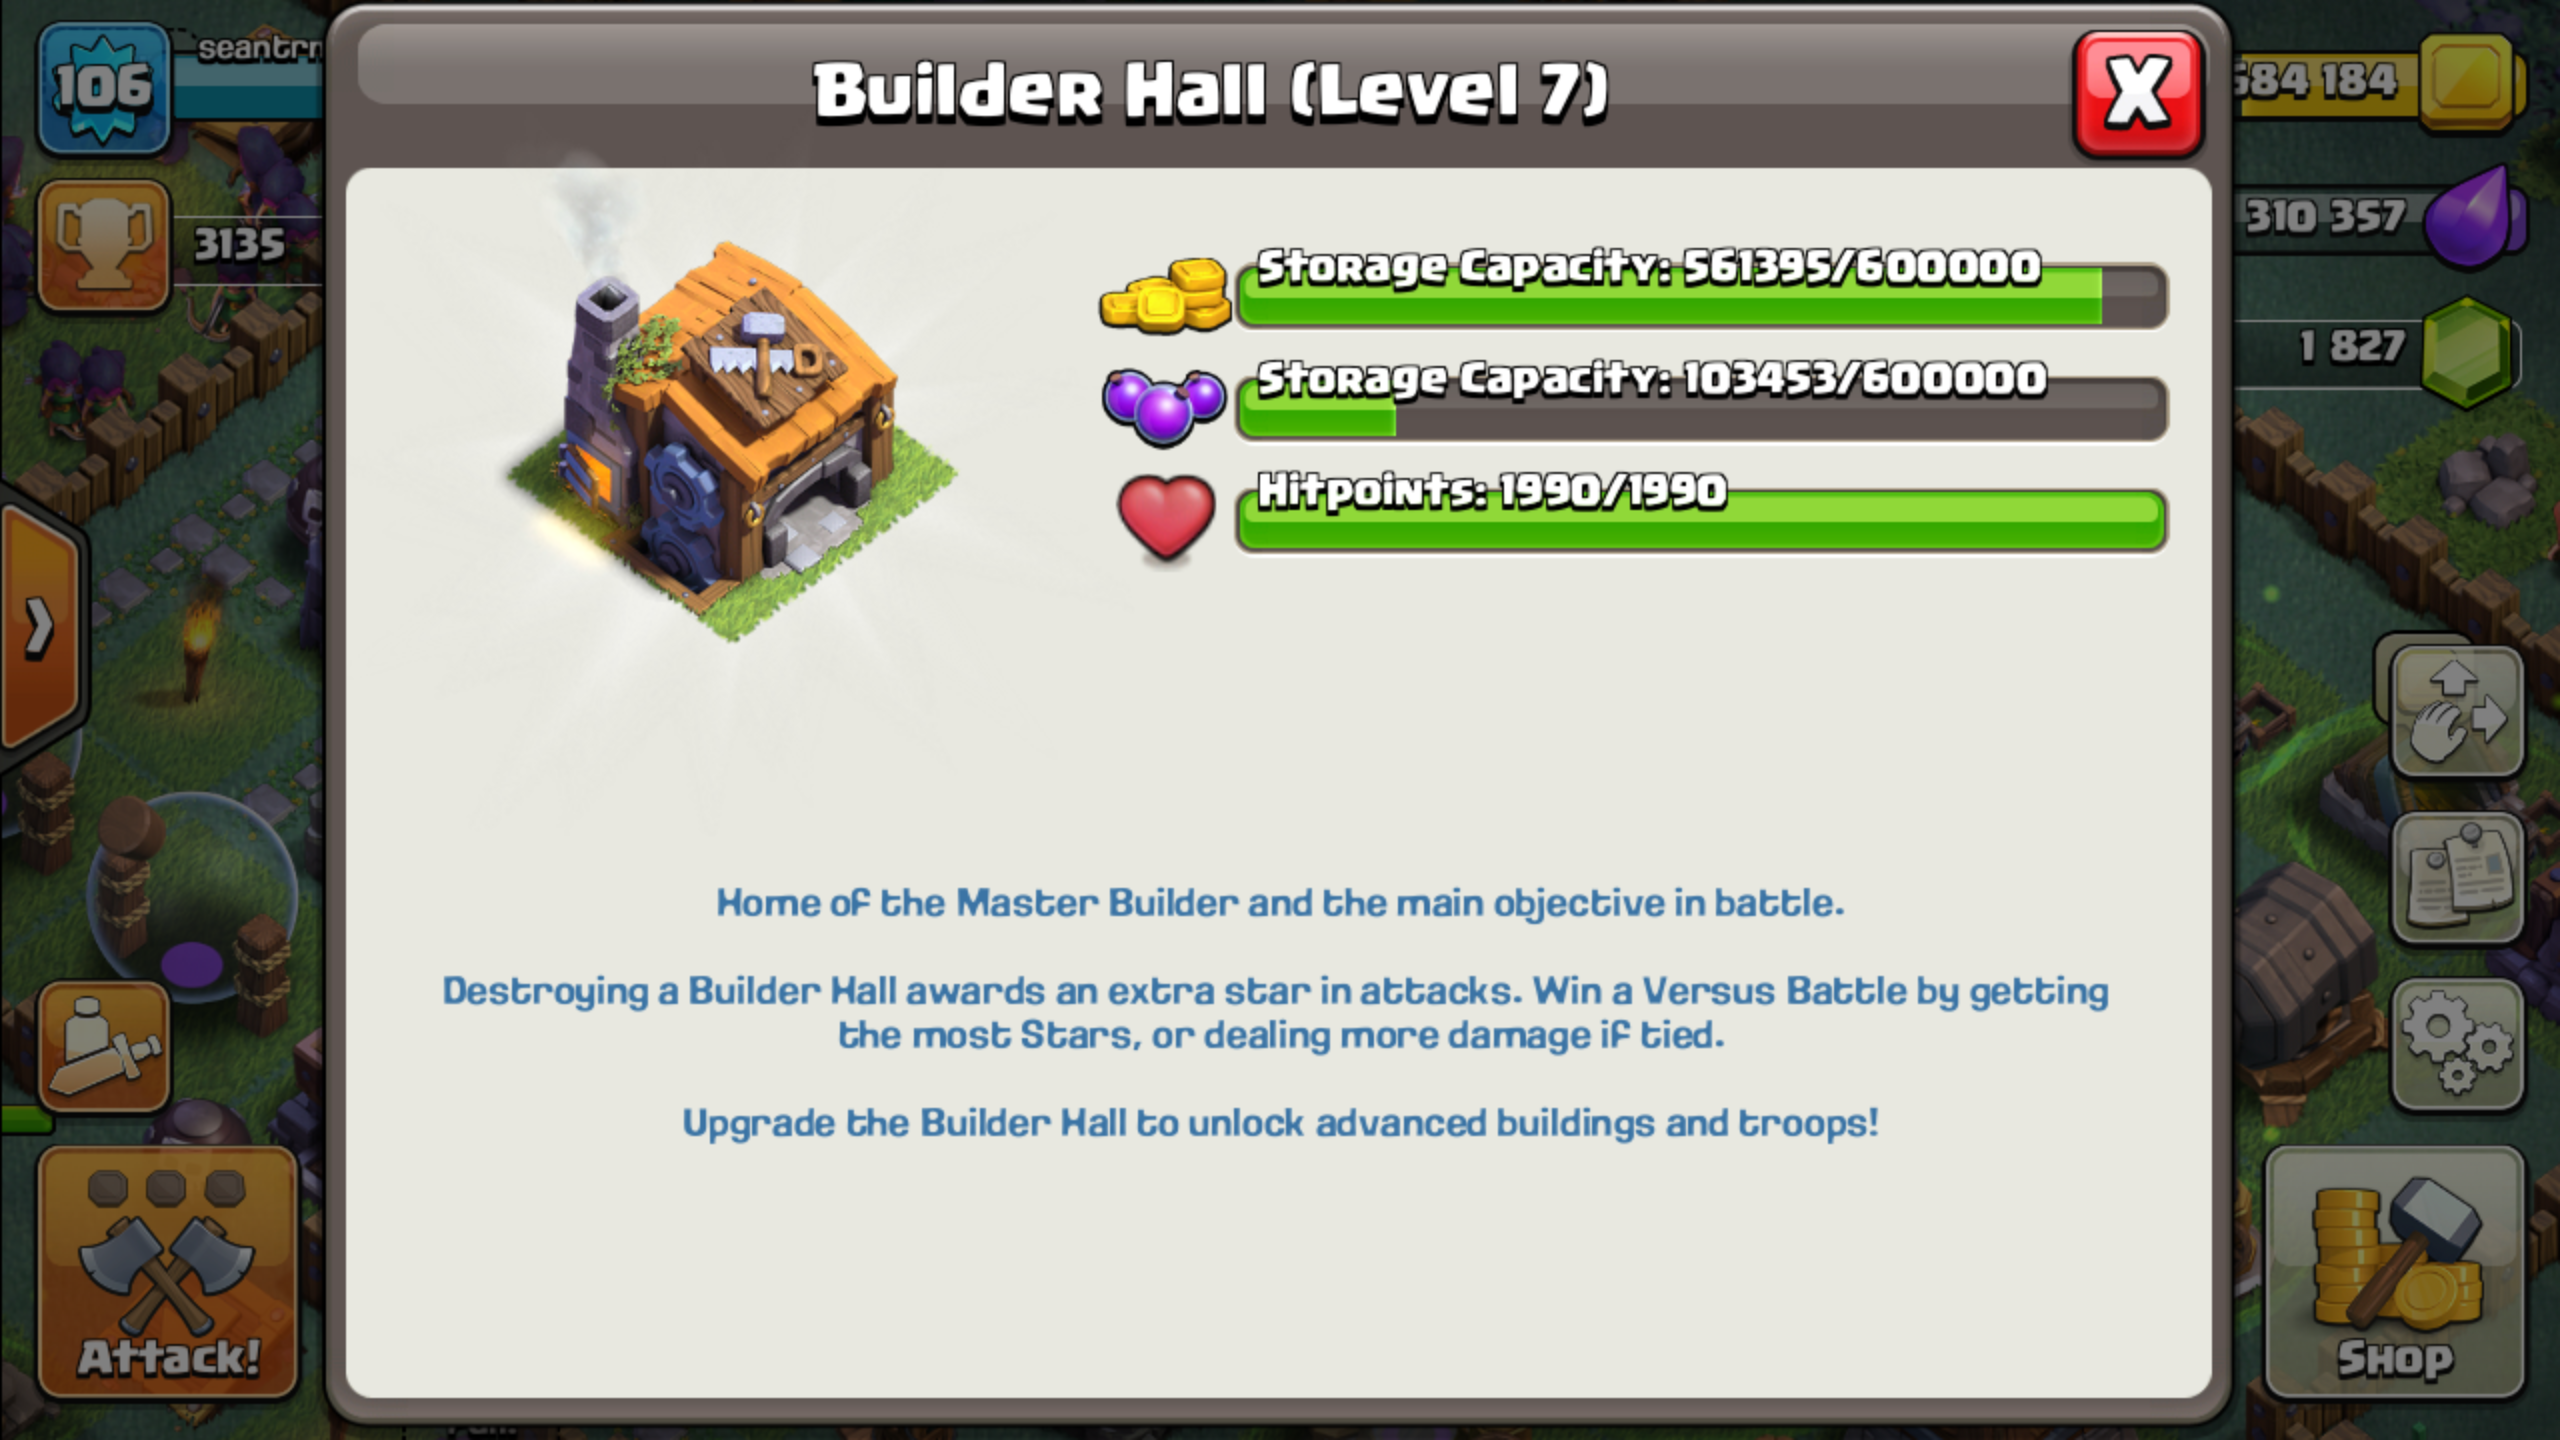 Builder Hall (Level 7)
X
106
3135
84 184
310 357
1 827
Storage Capacity: 561395/600000
Storage Capacity: 103453/600000
Hitpoints: 1990/1990
Home of the Master Builder and the main objective in battle.
Destroying a Builder Hall awards an extra star in attacks. Win a Versus Battle by getting
the most Stars, or dealing more damage if tied.
Upgrade the Builder Hall to unlock advanced buildings and troops!
Attack!
Shop